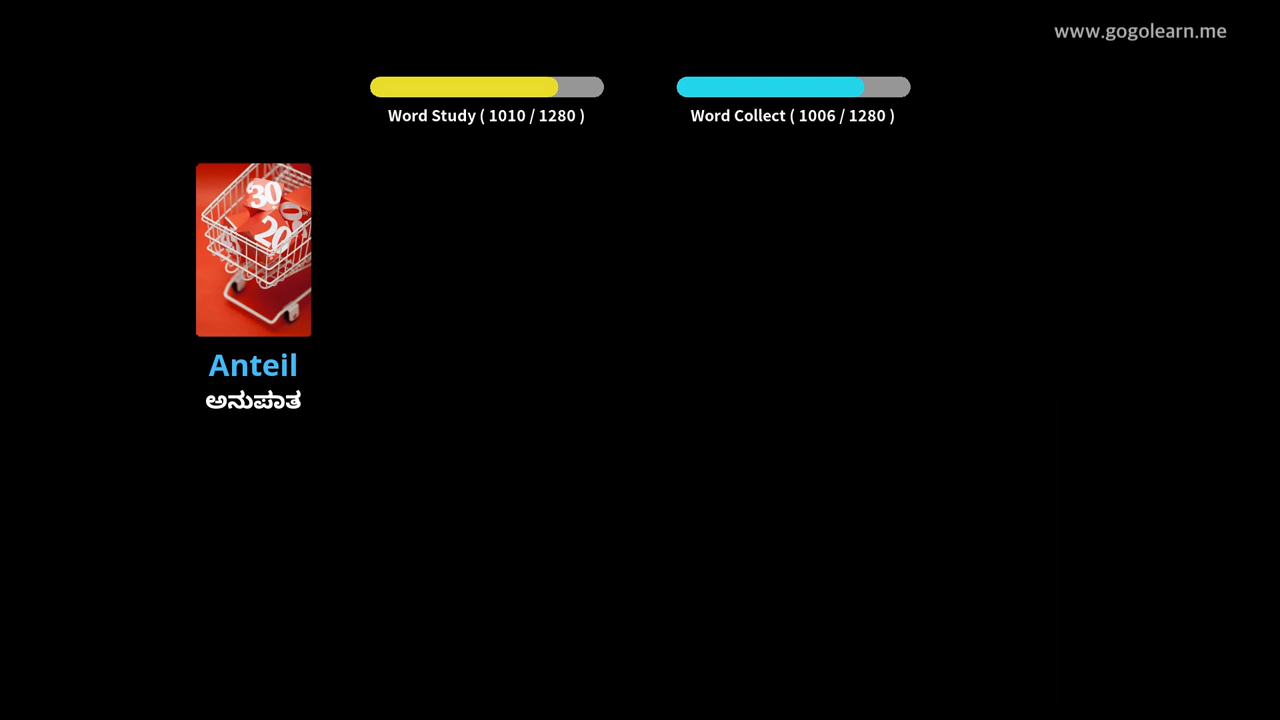 www.gogolearn.me
Word Study ( 1010 / 1280 )
Word Collect ( 1006 / 1280 )
30
20
Anteil
ಅನುಪಾತ